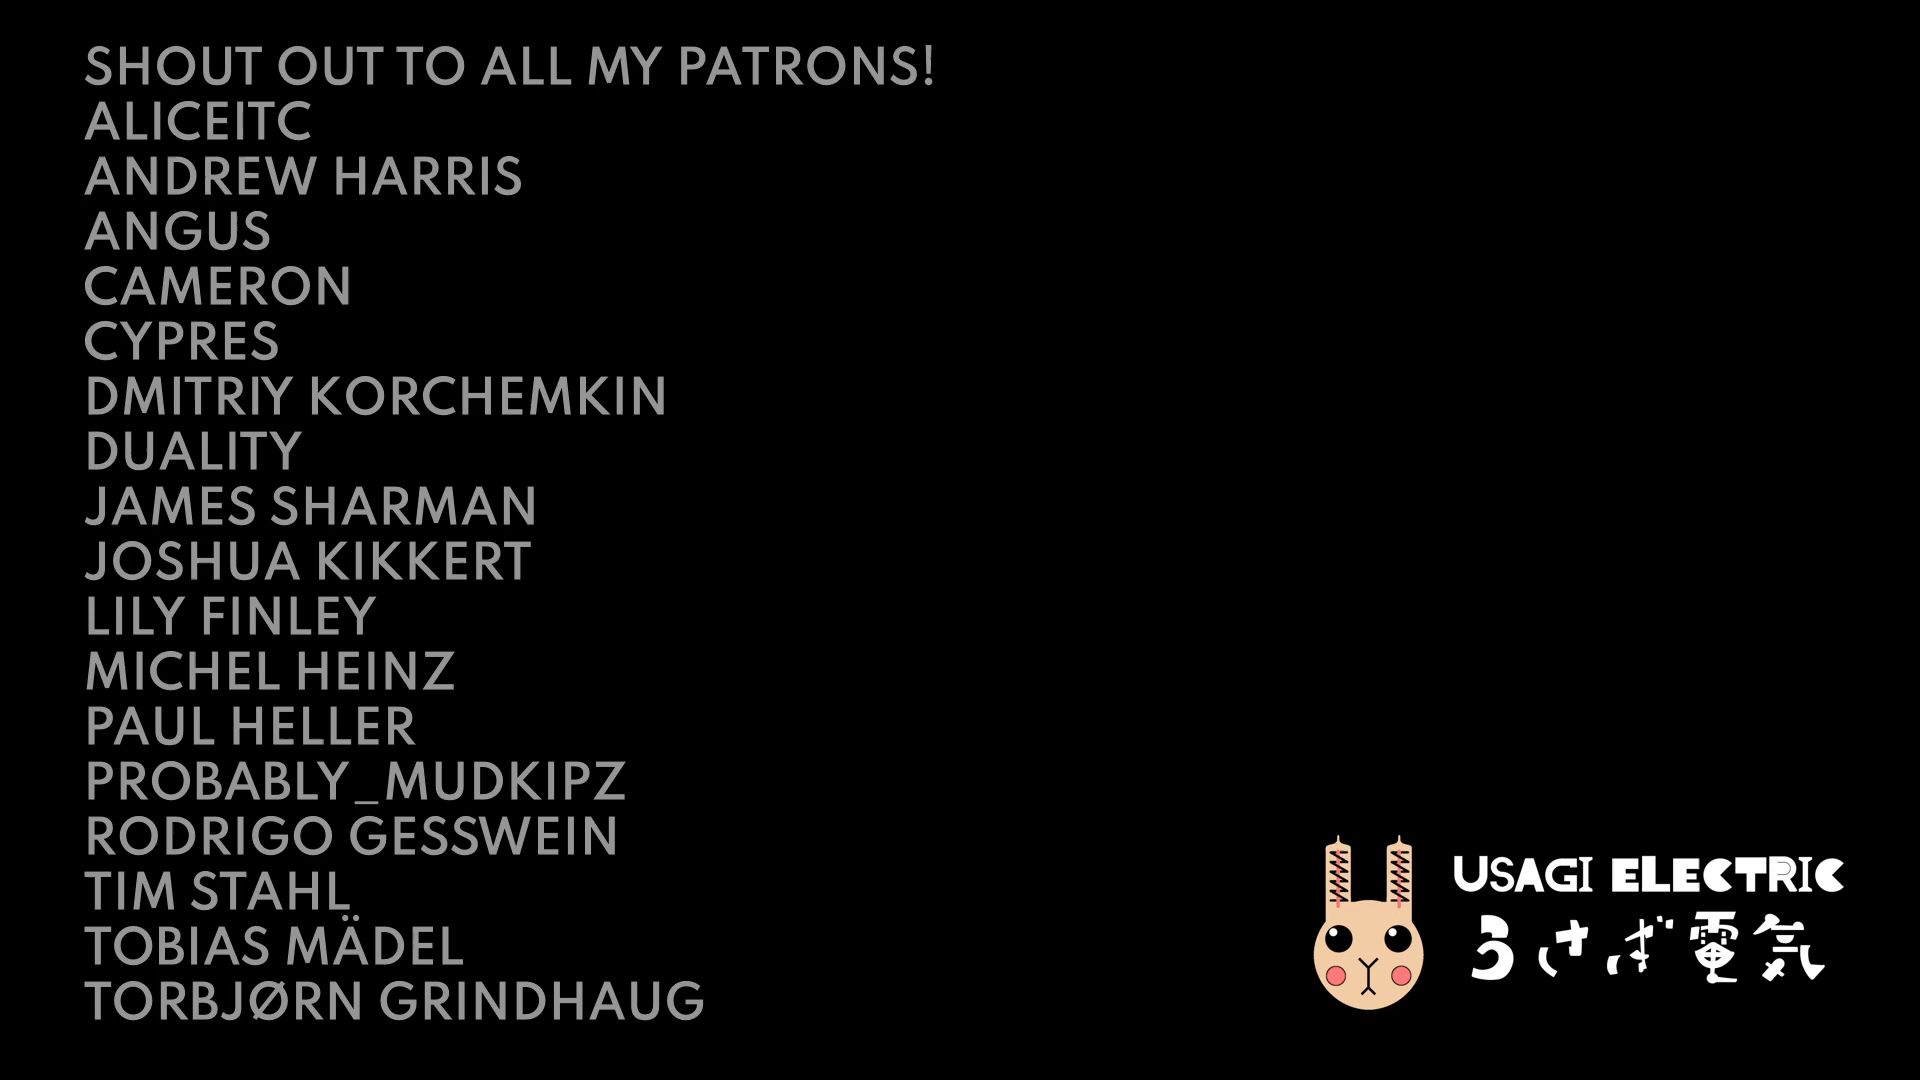 SHOUT OUT TO ALL MY PATRONS!
ALICEITC
ANDREW HARRIS
ANGUS
CAMERON
CYPRES
DMITRIY KORCHEMKIN
DUALITY
JAMES SHARMAN
JOSHUA KIKKERT
LILY FINLEY
MICHEL HEINZ
PAUL HELLER
PROBABLY_MUDKIPZ
RODRIGO GESSWEIN
TIM STAHL
TOBIAS MÄDEL
TORBJØRN GRINDHAUG
USAGI ELECTRIC
うさぎ電気